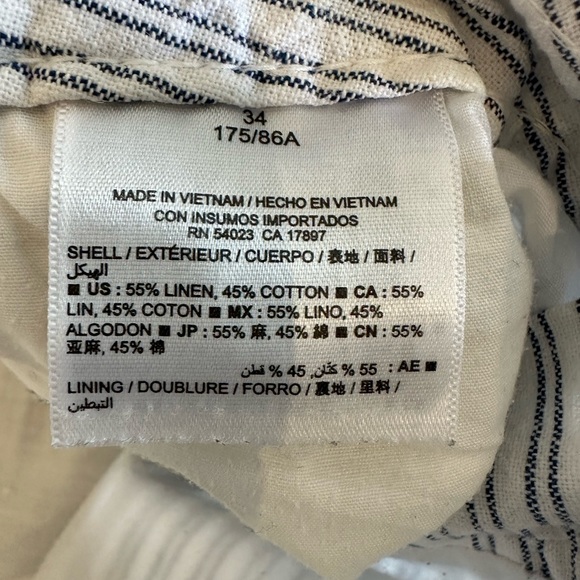 34
175/86A
MADE IN VIETNAM / HECHO EN VIETNAM
CON INSUMOS IMPORTADOS
RN 54023 CA 17897
SHELL / EXTÉRIEUR / CUERPO / 表地 / 面料 /
الهيكل
■ US : 55% LINEN, 45% COTTON ■ CA : 55%
LIN, 45% COTON ■ MX : 55% LINO, 45%
ALGODON ■ JP : 55% 麻, 45% 綿 ■ CN : 55%
亚麻, 45% 棉
■ AE : 55 % كتّان, 45 % قطن
LINING / DOUBLURE / FORRO / 裏地 / 里料 /
التبطين